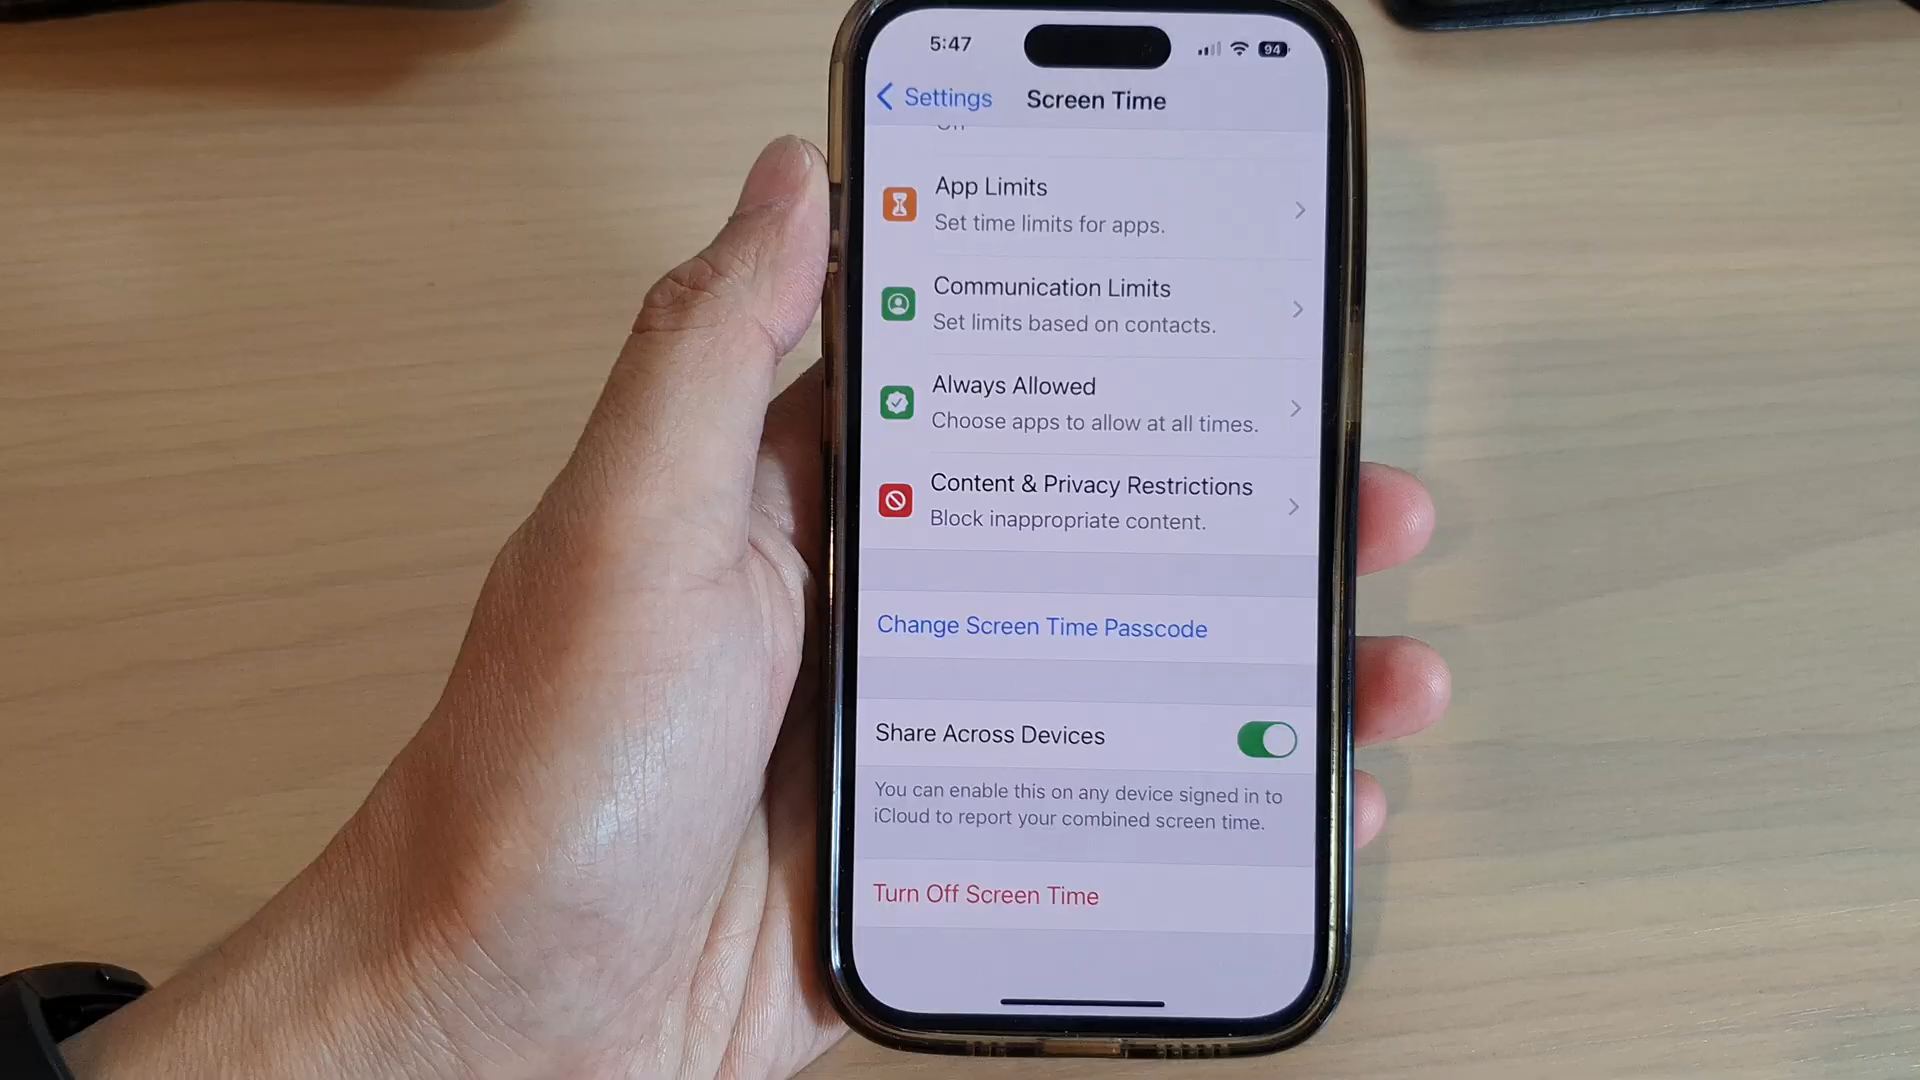 5:47
94
Settings
Screen Time
App Limits
Set time limits for apps.
Communication Limits
Set limits based on contacts.
Always Allowed
Choose apps to allow at all times.
Content & Privacy Restrictions
Block inappropriate content.
Change Screen Time Passcode
Share Across Devices
You can enable this on any device signed in to
iCloud to report your combined screen time.
Turn Off Screen Time